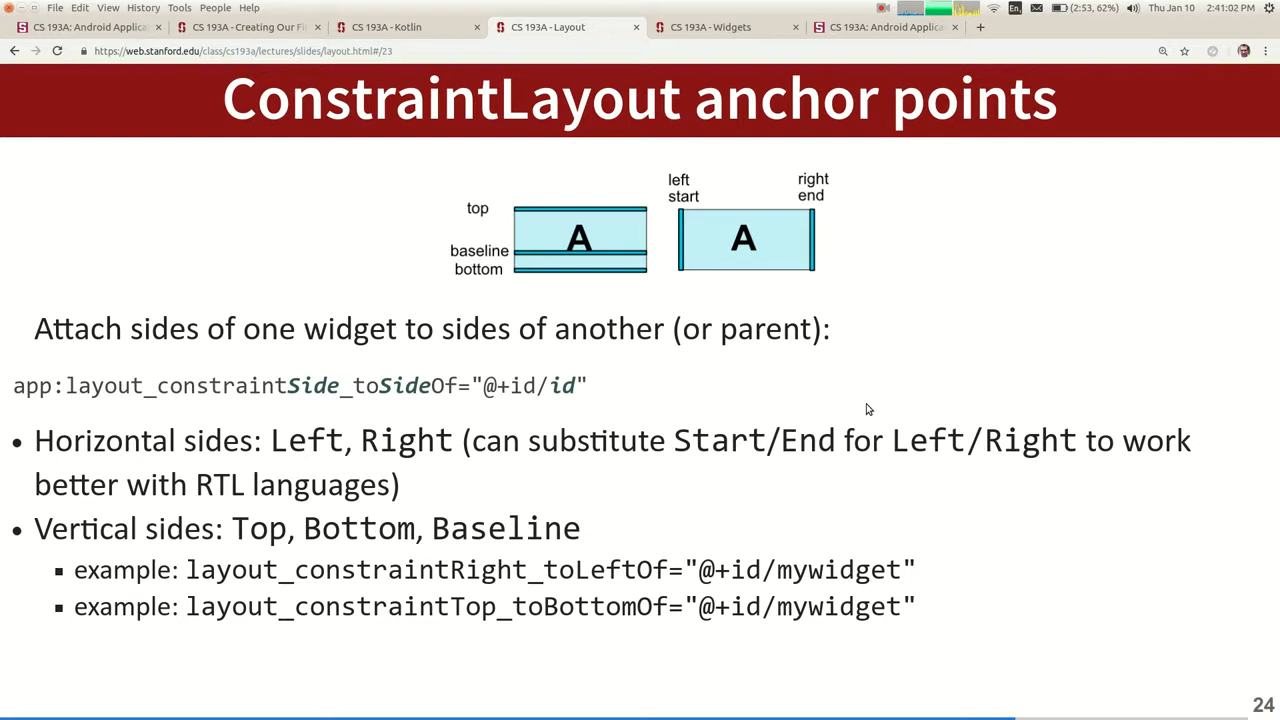 File Edit View History Tools People Help
En, (2:53, 62%) Thu Jan 10 2:41:02 PM
CS 193A: Android Applica CS 193A - Creating Our Fi CS 193A - Kotlin CS 193A - Layout CS 193A - Widgets CS 193A: Android Applicat
https://web.stanford.edu/class/cs193a/lectures/slides/layout.html#/23
ConstraintLayout anchor points
left right
start end
top
A A
baseline
bottom
Attach sides of one widget to sides of another (or parent):
app:layout_constraintSide_toSideOf="@+id/id"
• Horizontal sides: Left, Right (can substitute Start/End for Left/Right to work
better with RTL languages)
• Vertical sides: Top, Bottom, Baseline
▪ example: layout_constraintRight_toLeftOf="@+id/mywidget"
▪ example: layout_constraintTop_toBottomOf="@+id/mywidget"
24